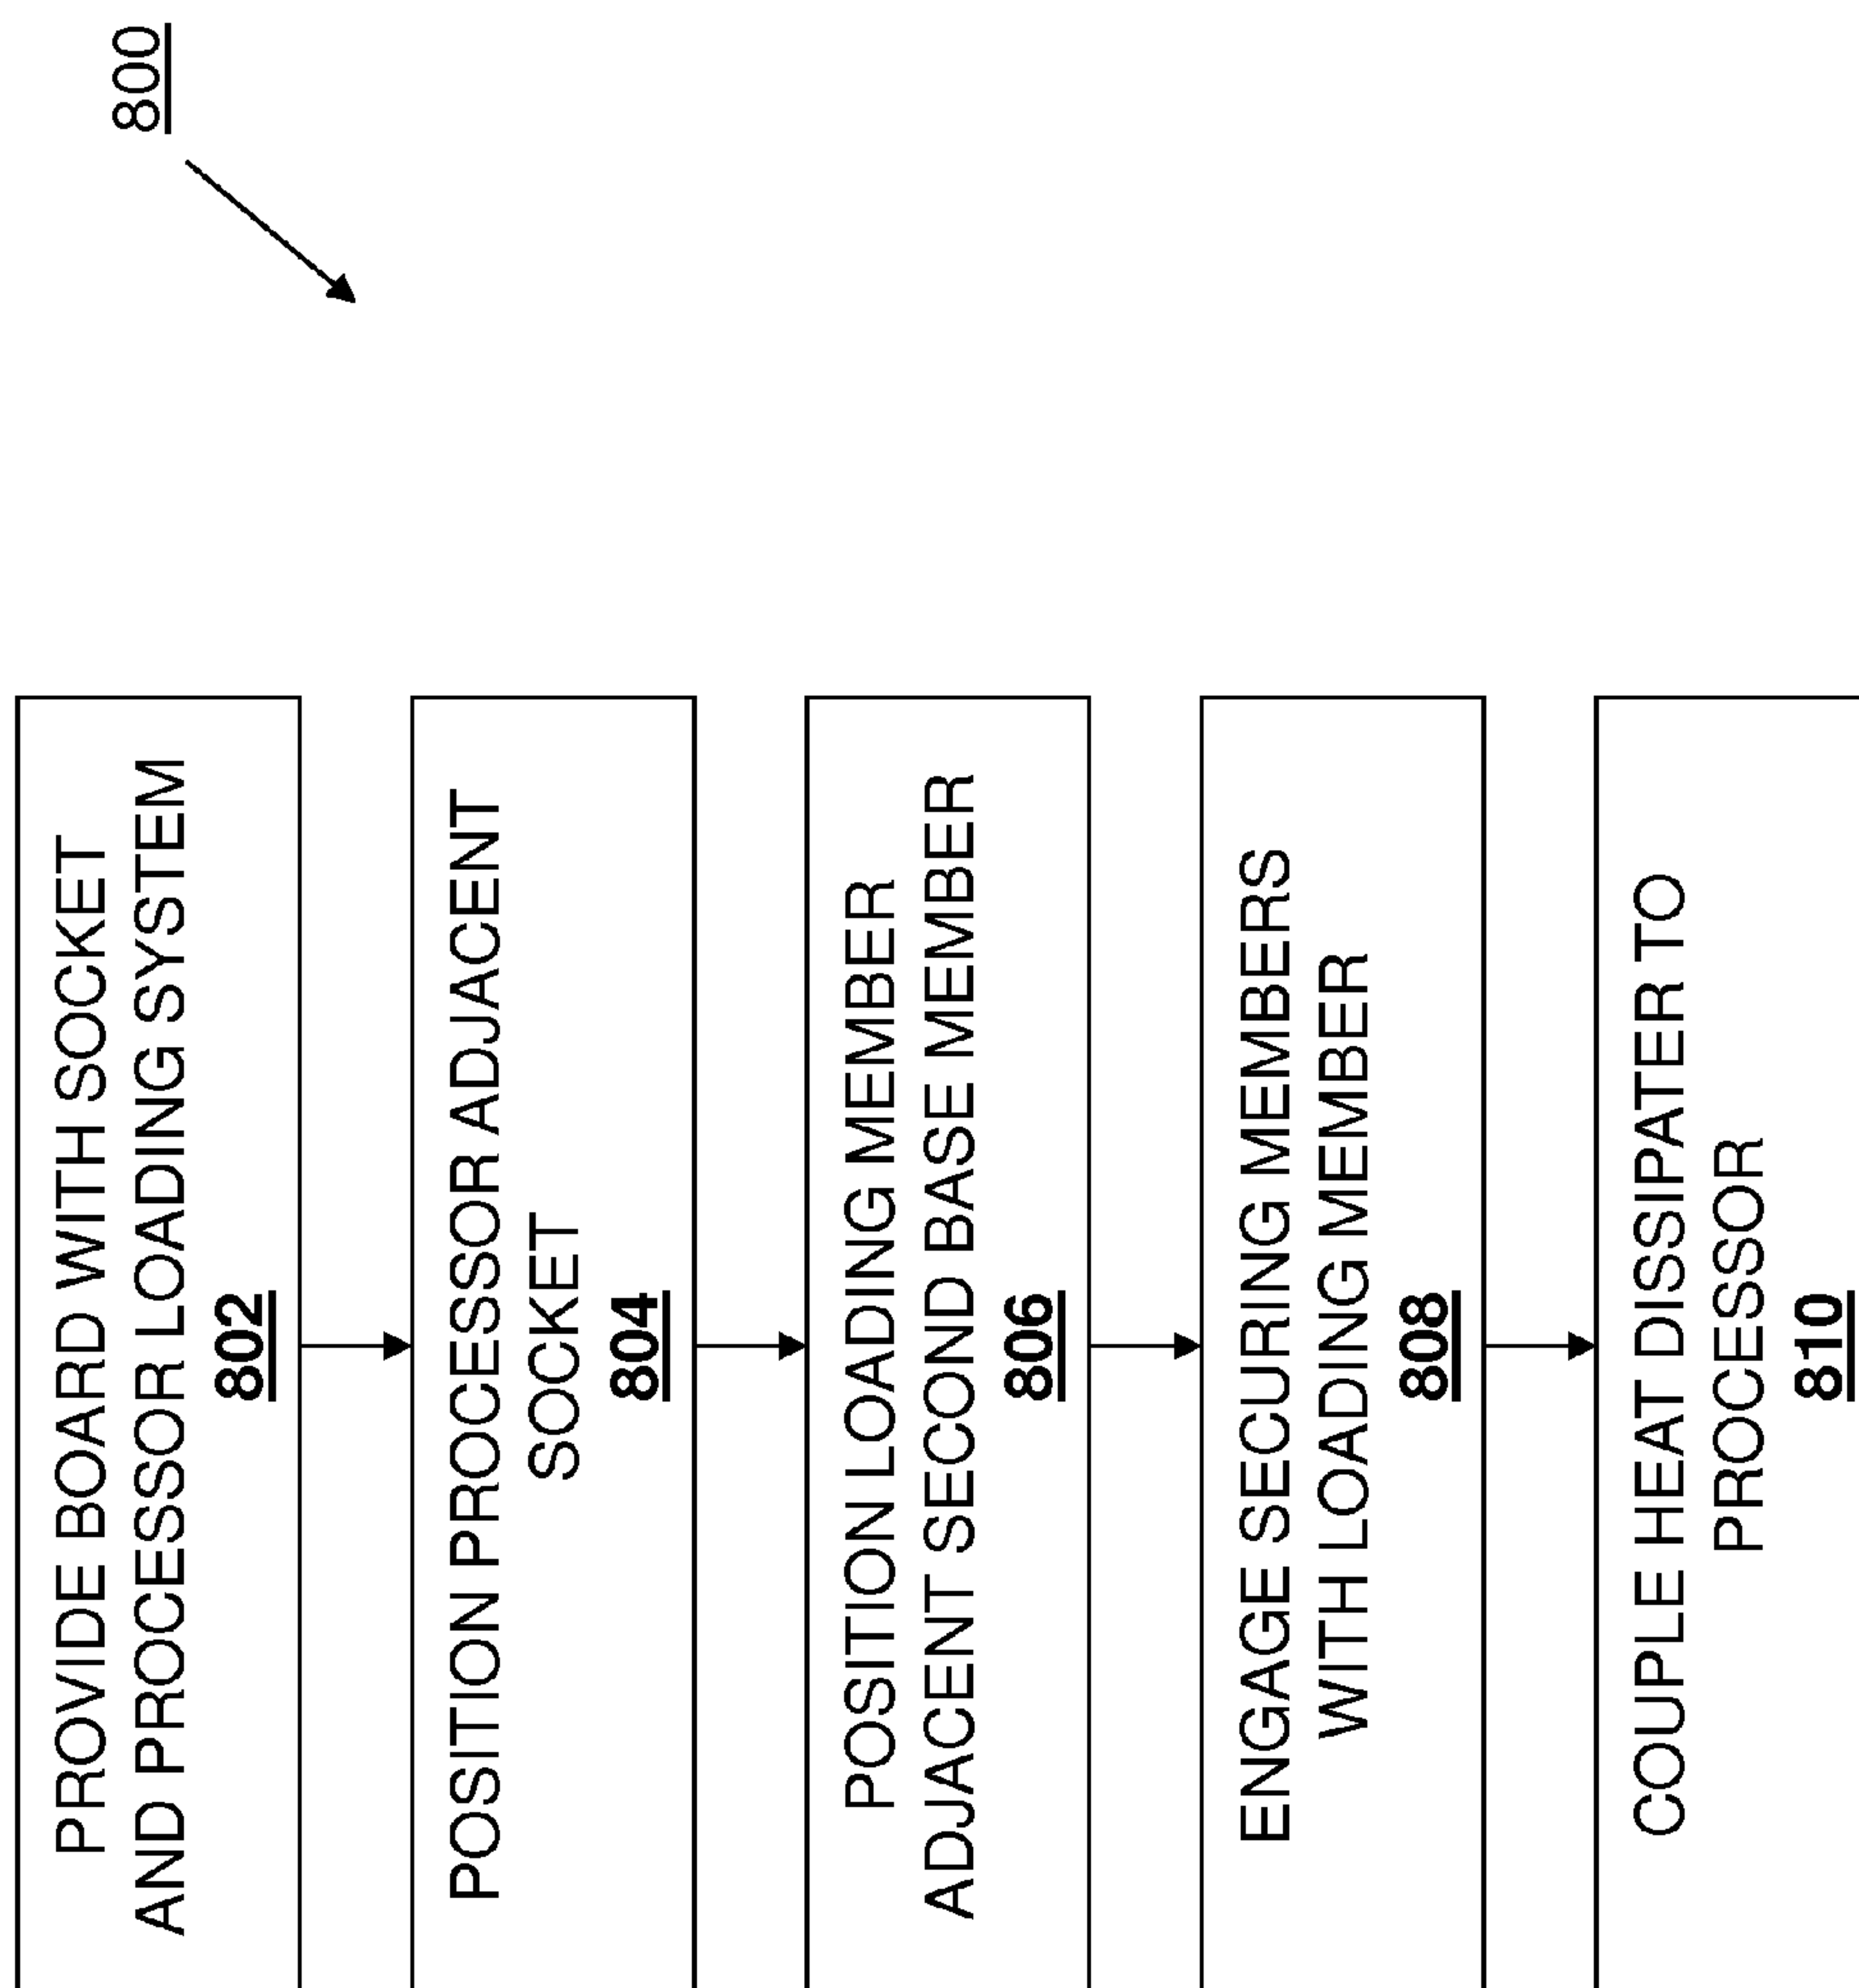 800
PROVIDE BOARD WITH SOCKET
AND PROCESSOR LOADING SYSTEM
802
POSITION PROCESSOR ADJACENT
SOCKET
804
POSITION LOADING MEMBER
ADJACENT SECOND BASE MEMBER
806
ENGAGE SECURING MEMBERS
WITH LOADING MEMBER
808
COUPLE HEAT DISSIPATER TO
PROCESSOR
810